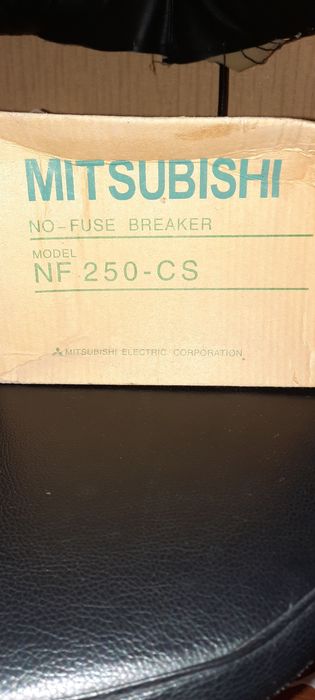 MITSUBISHI
NO-FUSE BREAKER
MODEL
NF 250-CS
MITSUBISHI ELECTRIC CORPORATION